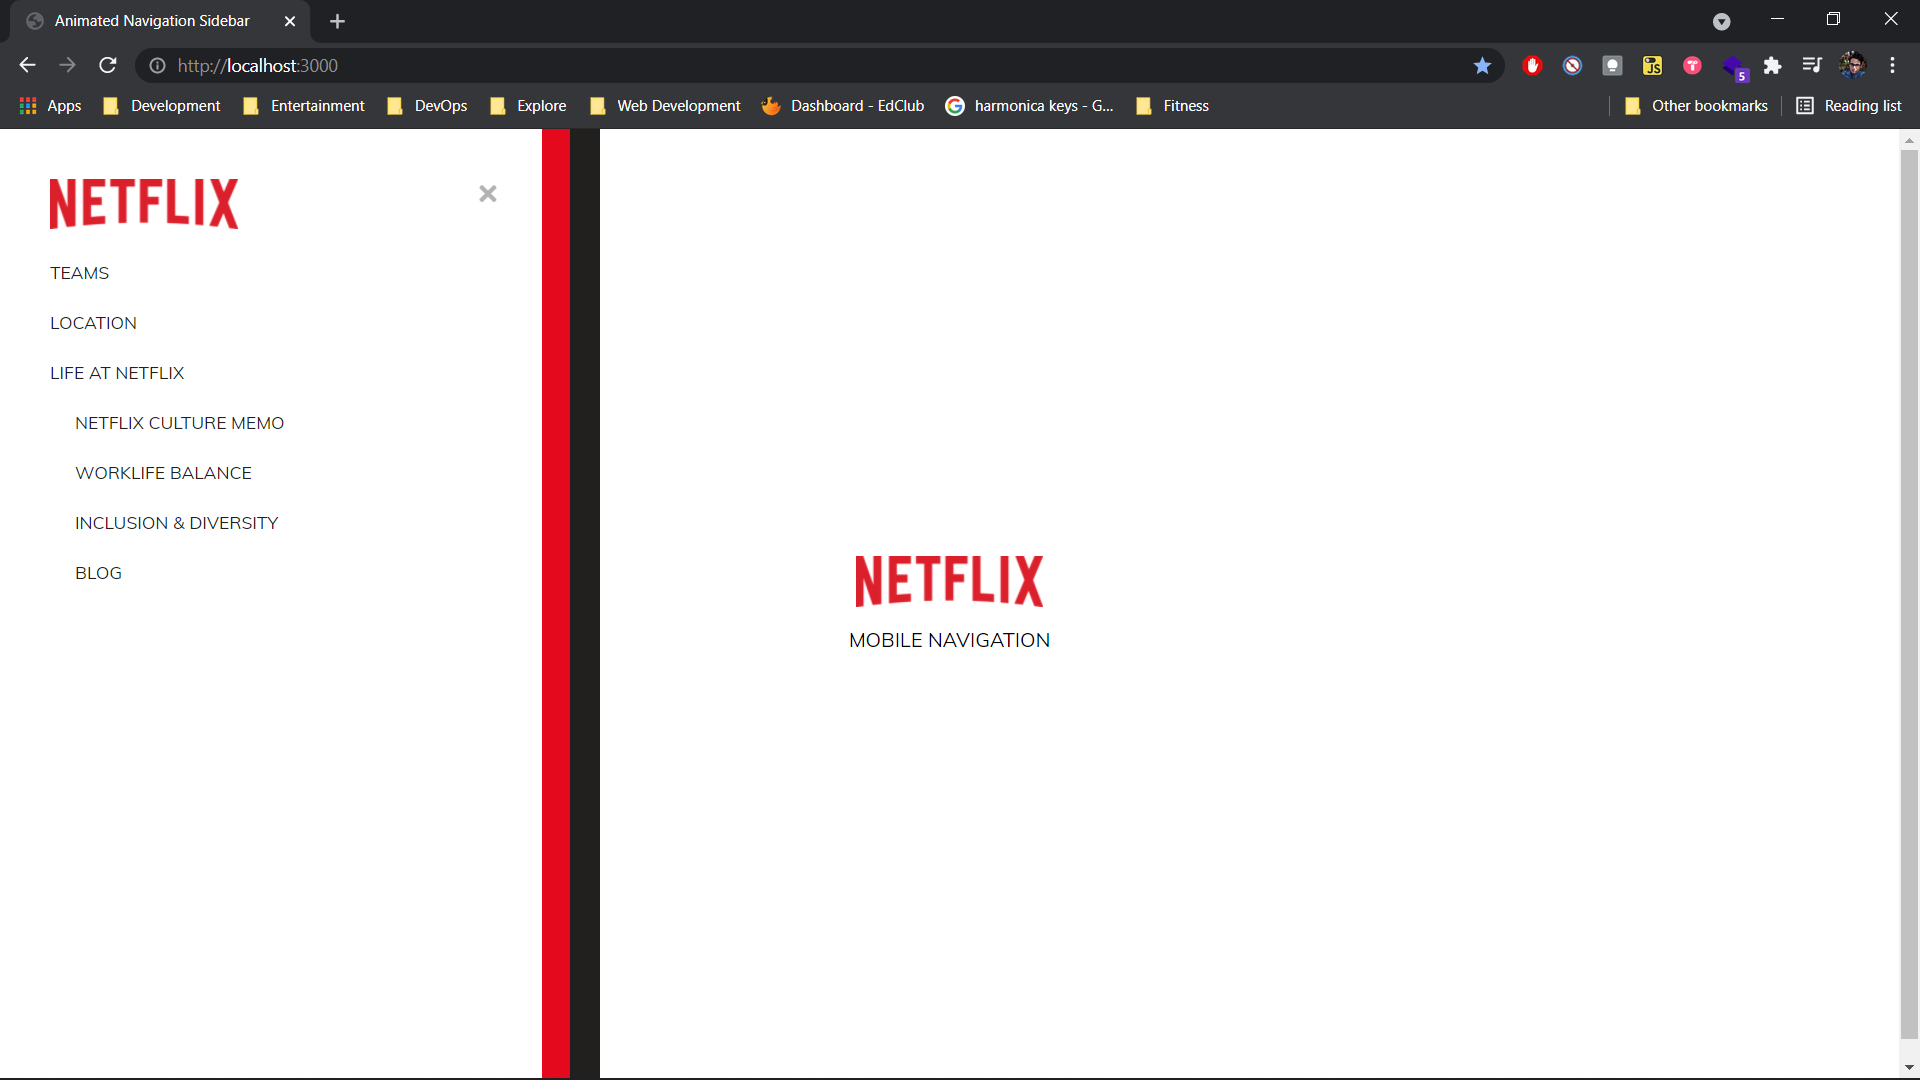 Animated Navigation Sidebar
http://localhost:3000
JS
T
5
Apps Development Entertainment DevOps Explore Web Development Dashboard - EdClub G harmonica keys - G... Fitness Other bookmarks Reading list
NETFLIX
TEAMS
LOCATION
LIFE AT NETFLIX
NETFLIX CULTURE MEMO
WORKLIFE BALANCE
INCLUSION & DIVERSITY
BLOG
NETFLIX
MOBILE NAVIGATION